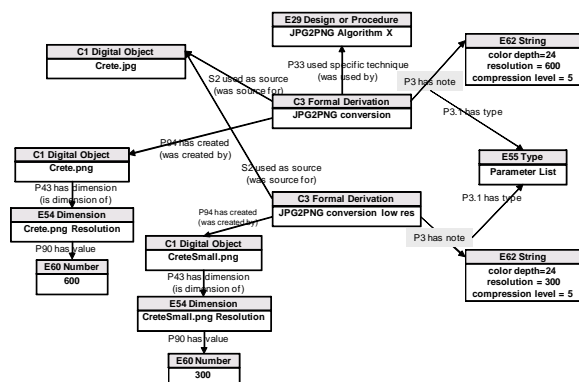 E29 Design or Procedure
JPG2PNG Algorithm X
E62 String
color depth=24
resolution = 600
compression level = 5
C1 Digital Object
Crete.jpg
P33 used specific technique
(was used by)
S2 used as source
(was source for)
P3 has note
C3 Formal Derivation
JPG2PNG conversion
P3.1 has type
P94 has created
(was created by)
C1 Digital Object
Crete.png
E55 Type
Parameter List
S2 used as source
(was source for)
P43 has dimension
(is dimension of)
C3 Formal Derivation
JPG2PNG conversion low res
P3.1 has type
E54 Dimension
Crete.png Resolution
P94 has created
(was created by)
P3 has note
P90 has value
C1 Digital Object
CreteSmall.png
E62 String
color depth=24
resolution = 300
compression level = 5
E60 Number
600
P43 has dimension
(is dimension of)
E54 Dimension
CreteSmall.png Resolution
P90 has value
E60 Number
300